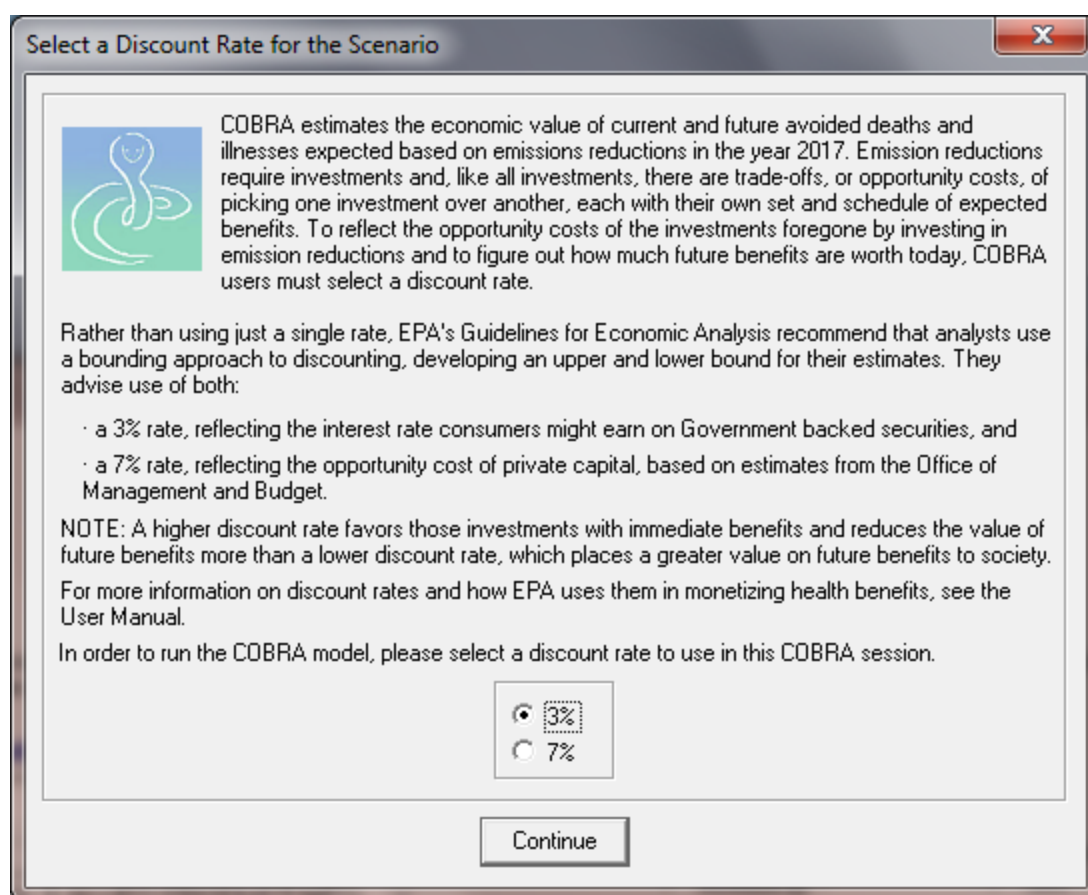 Select a Discount Rate for the Scenario
COBRA estimates the economic value of current and future avoided deaths and
illnesses expected based on emissions reductions in the year 2017. Emission reductions
require investments and, like all investments, there are trade-offs, or opportunity costs, of
picking one investment over another, each with their own set and schedule of expected
benefits. To reflect the opportunity costs of the investments foregone by investing in
emission reductions and to figure out how much future benefits are worth today, COBRA
users must select a discount rate.
Rather than using just a single rate, EPA's Guidelines for Economic Analysis recommend that analysts use
a bounding approach to discounting, developing an upper and lower bound for their estimates. They
advise use of both:
· a 3% rate, reflecting the interest rate consumers might earn on Government backed securities, and
· a 7% rate, reflecting the opportunity cost of private capital, based on estimates from the Office of
Management and Budget.
NOTE: A higher discount rate favors those investments with immediate benefits and reduces the value of
future benefits more than a lower discount rate, which places a greater value on future benefits to society.
For more information on discount rates and how EPA uses them in monetizing health benefits, see the
User Manual.
In order to run the COBRA model, please select a discount rate to use in this COBRA session.
3%
7%
Continue